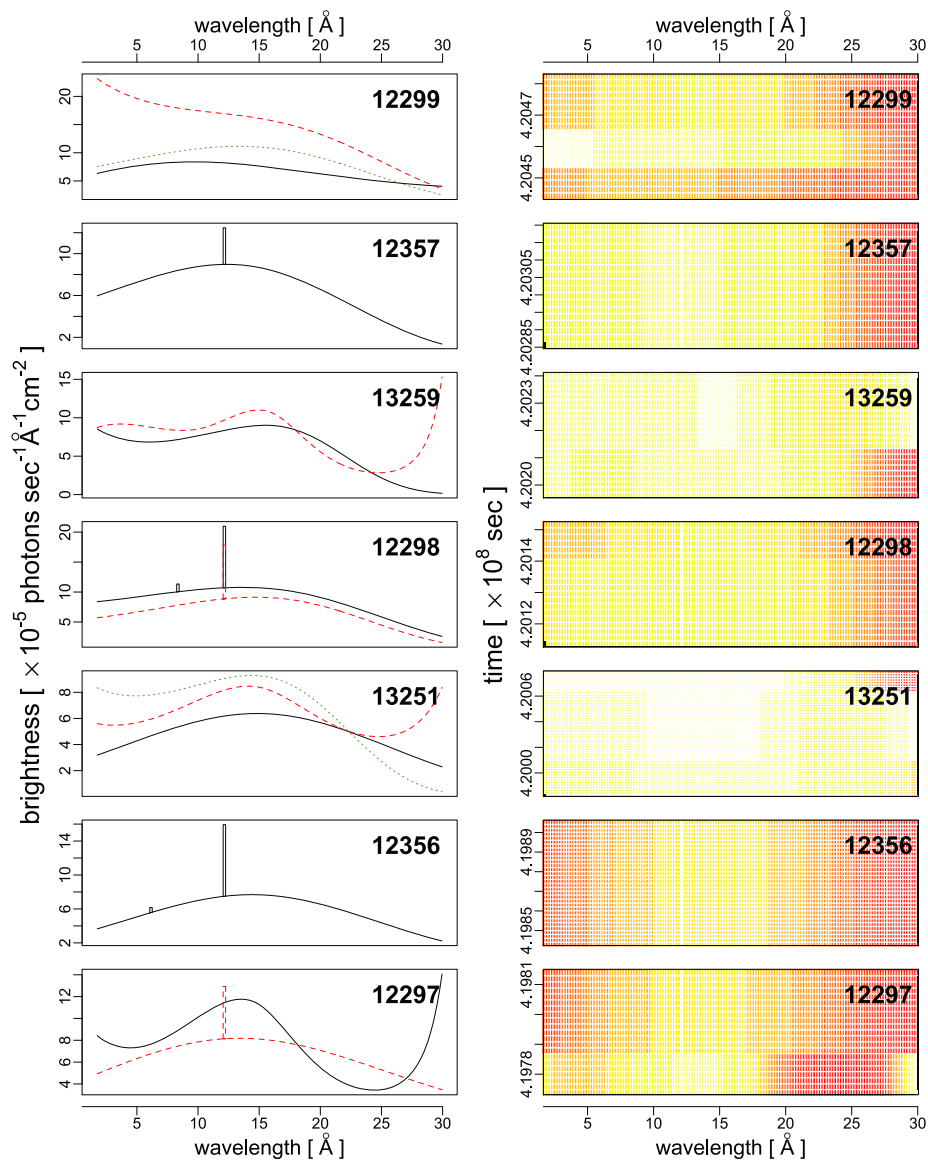 wavelength [ Å ]
5 10 15 20 25 30
wavelength [ Å ]
5 10 15 20 25 30
brightness [ ×10⁻⁵ photons sec⁻¹Å⁻¹cm⁻² ]
time [ ×10⁸ sec ]
12299
5 10 20
12299
4.2045 4.2047
12357
2 6 10
12357
4.20285 4.20305
13259
0 5 10 15
13259
4.2020 4.2023
12298
5 10 20
12298
4.2012 4.2014
13251
2 4 6 8
13251
4.2000 4.2006
12356
2 6 10 14
12356
4.1985 4.1989
12297
4 8 12
12297
4.1978 4.1981
5 10 15 20 25 30
wavelength [ Å ]
5 10 15 20 25 30
wavelength [ Å ]